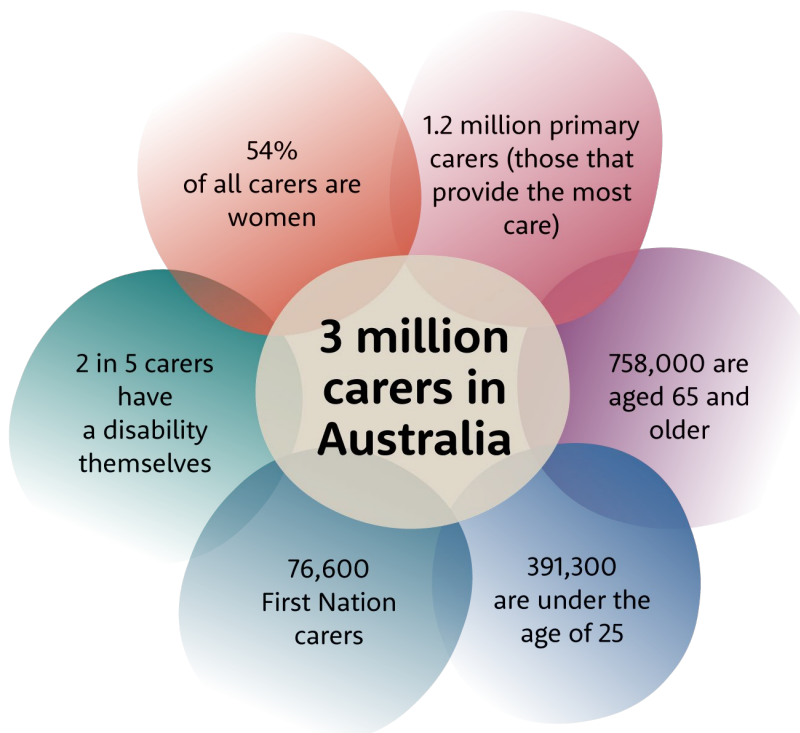 3 million
carers in
Australia
54%
of all carers are
women
1.2 million primary
carers (those that
provide the most
care)
758,000 are
aged 65 and
older
391,300
are under the
age of 25
76,600
First Nation
carers
2 in 5 carers
have
a disability
themselves